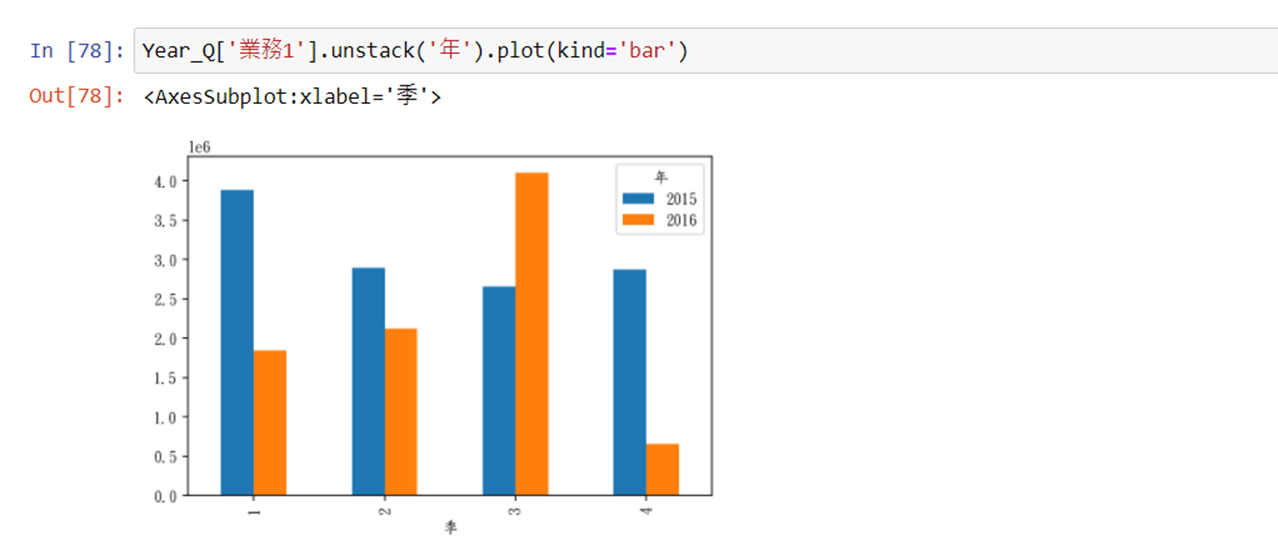 In [78]: Year_Q['業務1'].unstack('年').plot(kind='bar')
Out[78]: <AxesSubplot:xlabel='季'>
1e6
年
2015
2016
4.0
3.5
3.0
2.5
2.0
1.5
1.0
0.5
0.0
1 2 3 4
季